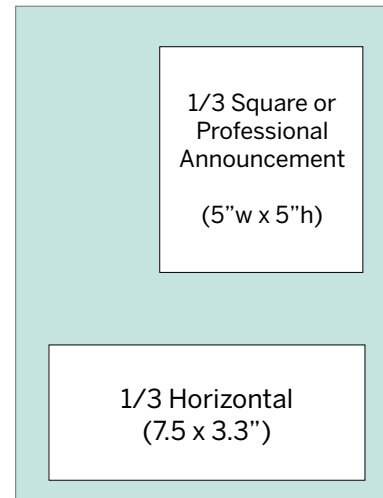 1/3 Square or
Professional
Announcement
(5”w x 5”h)
1/3 Horizontal
(7.5 x 3.3”)